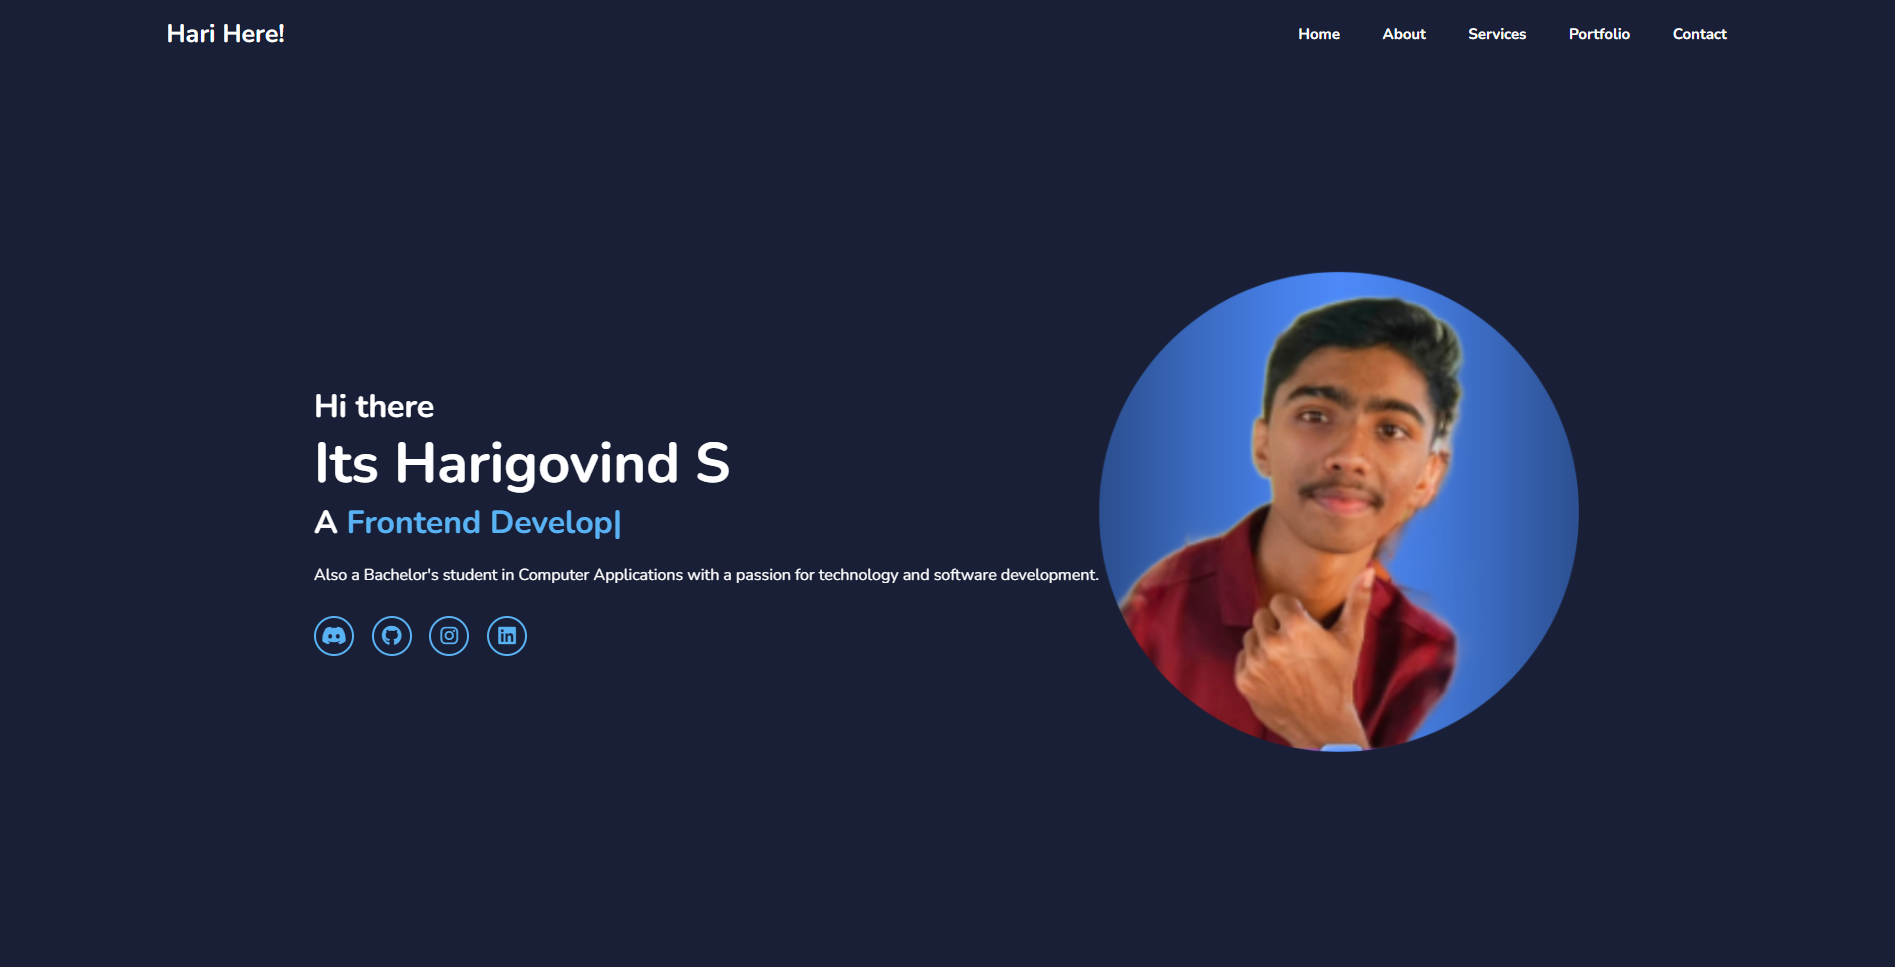 Hari Here!
Home About Services Portfolio Contact
Hi there
Its Harigovind S
A Frontend Develop|
Also a Bachelor's student in Computer Applications with a passion for technology and software development.
in